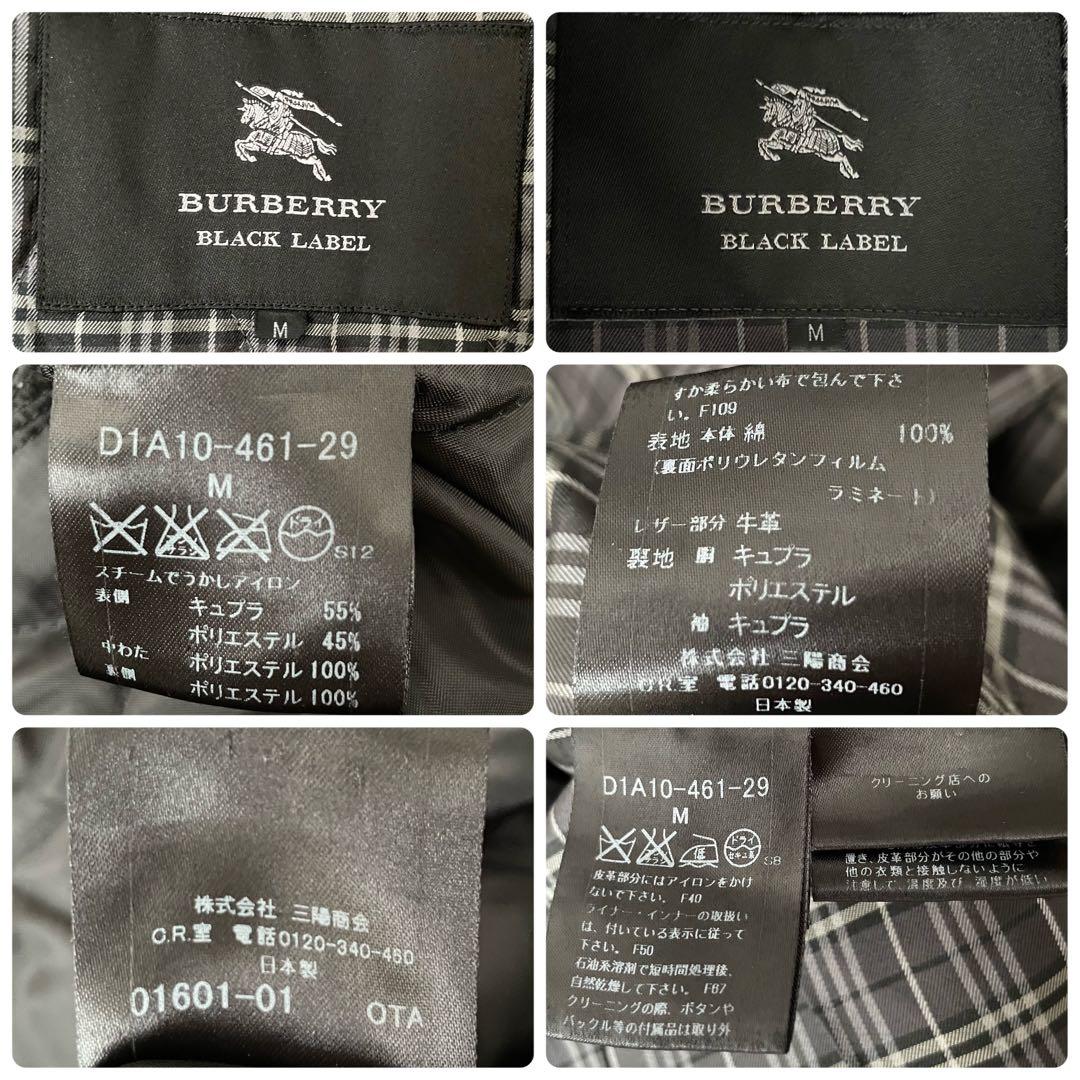 BURBERRY
BLACK LABEL
M
BURBERRY
BLACK LABEL
M
D1A10-461-29
M
ドライ
S12
スチームでうかしアイロン
表側 キュプラ 55%
ポリエステル 45%
中わた ポリエステル 100%
裏側 ポリエステル 100%
すか柔らかい布で包んで下さ
い。F109
表地 本体 綿 100%
(裏面ポリウレタンフィルム
ラミネート)
レザー部分 牛革
裏地 胴 キュプラ
ポリエステル
袖 キュプラ
株式会社 三陽商会
C.R.室 電話0120-340-460
日本製
株式会社 三陽商会
C.R.室 電話0120-340-460
日本製
01601-01 OTA
D1A10-461-29
M
低 ドライ
セキユ系
S8
皮革部分にはアイロンをかけ
ないで下さい。 F40
ライナー・インナーの取扱い
は、付いている表示に従って
下さい。 F50
石油系溶剤で短時間処理後、
自然乾燥して下さい。 F67
クリーニングの際、ボタンや
バックル等の付属品は取り外
クリーニング店への
お願い
置き、皮革部分がその他の部分や
他の衣類と接触しないように
注意して、温度及び 湿度が低い